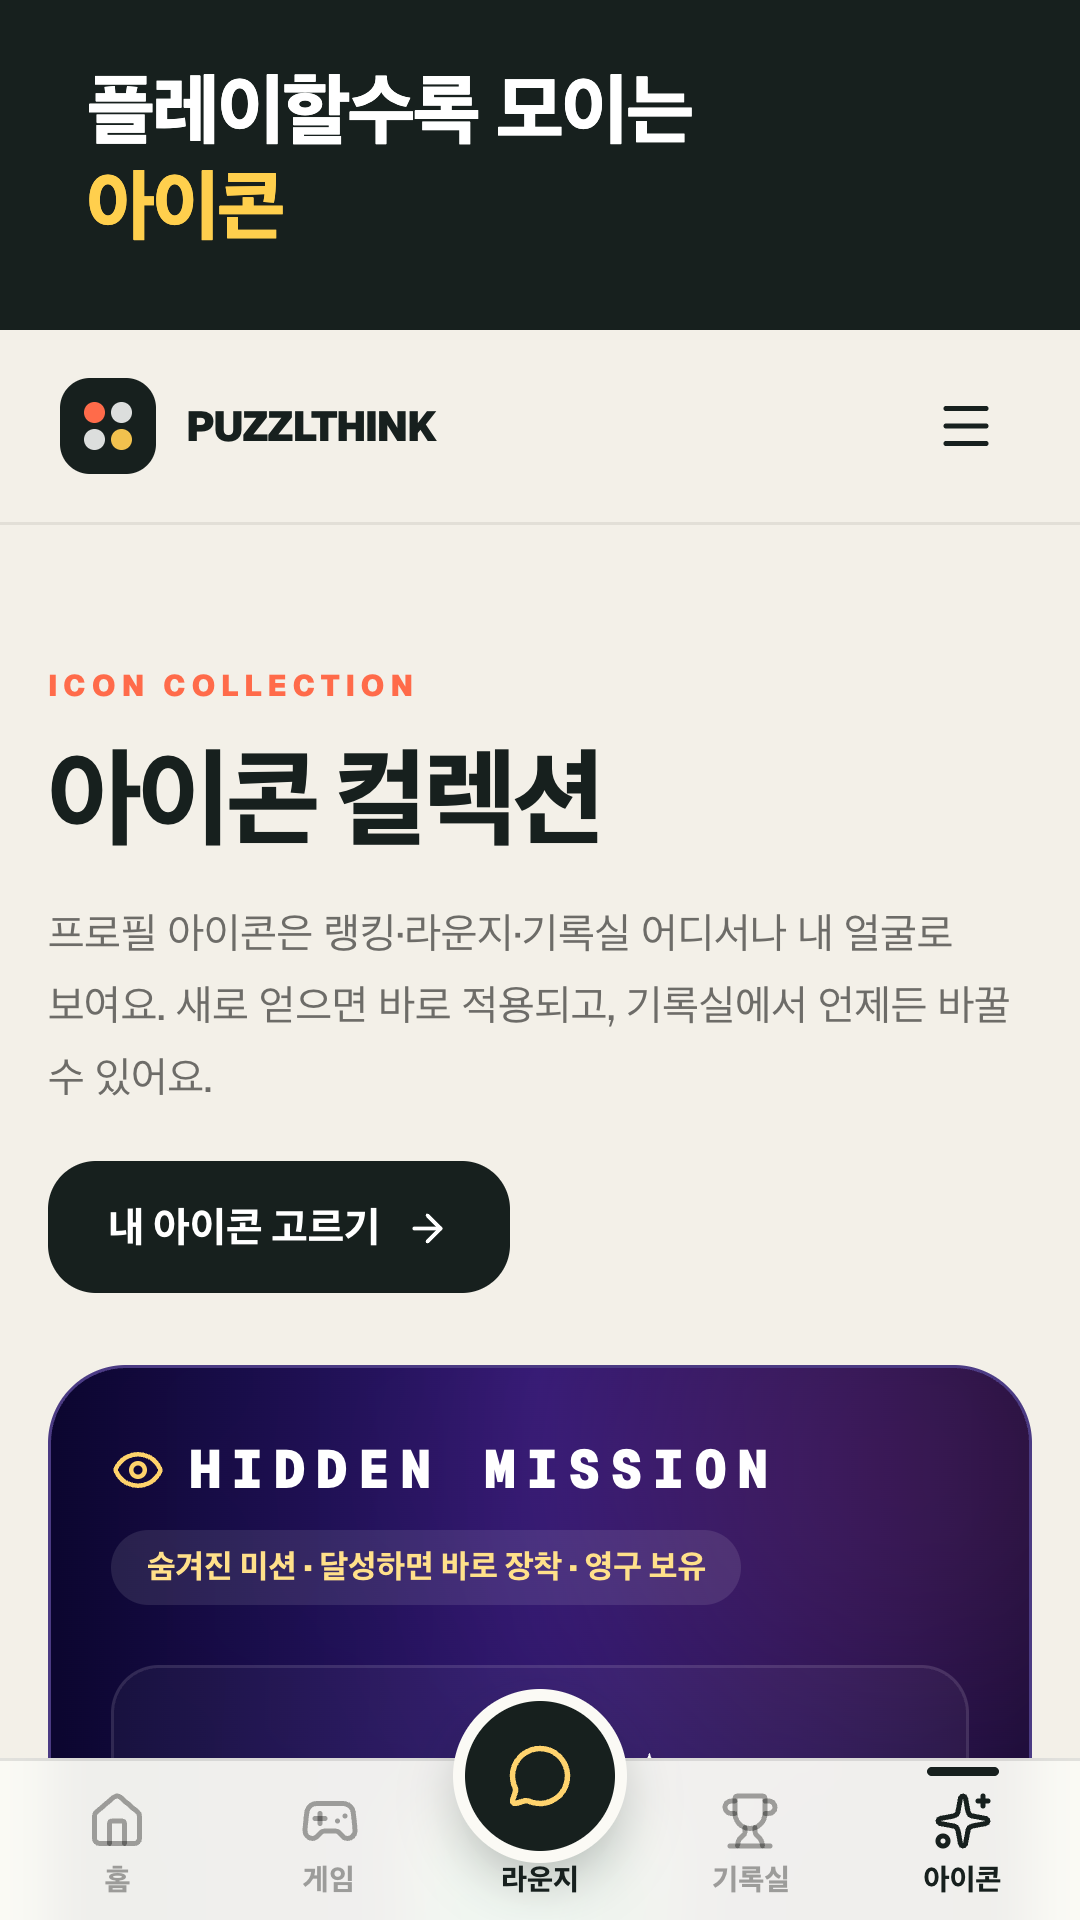 플레이할수록 모이는
아이콘
PUZZLTHINK
ICON COLLECTION
아이콘 컬렉션
프로필 아이콘은 랭킹·라운지·기록실 어디서나 내 얼굴로
보여요. 새로 얻으면 바로 적용되고, 기록실에서 언제든 바꿀
수 있어요.
내 아이콘 고르기
HIDDEN MISSION
숨겨진 미션 · 달성하면 바로 장착 · 영구 보유
홈
게임
라운지
기록실
아이콘